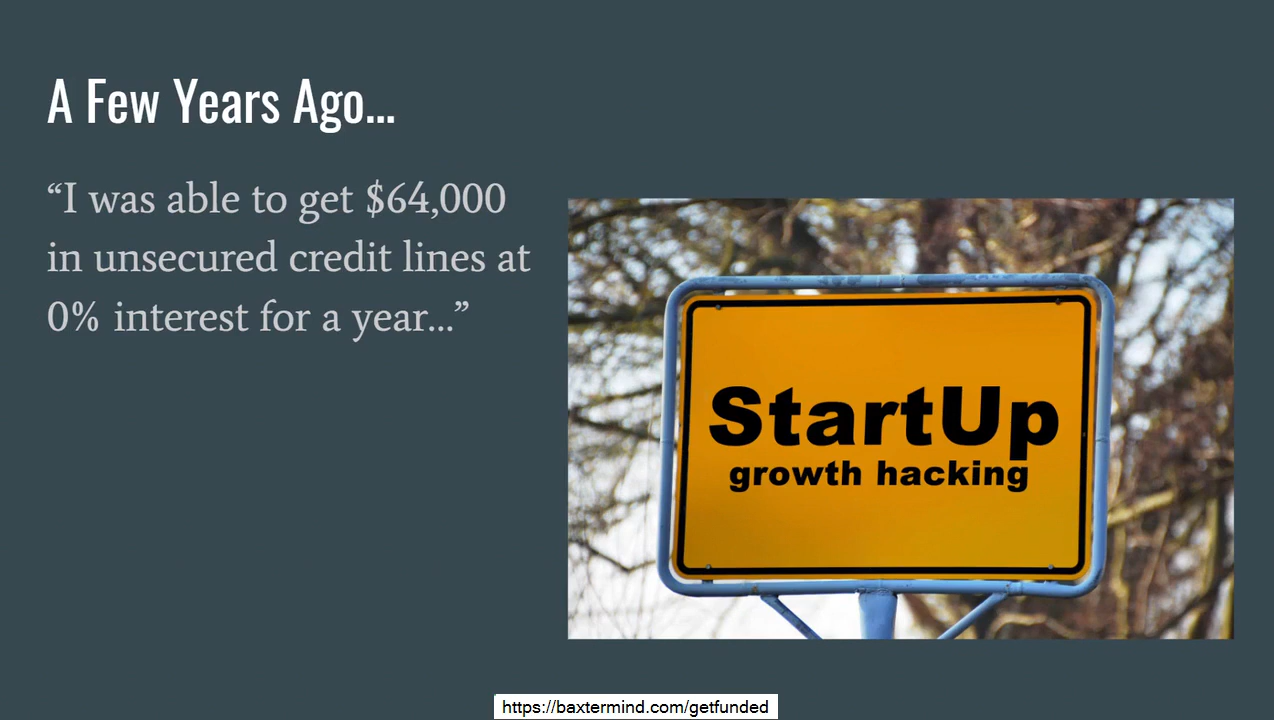 A Few Years Ago...
“I was able to get $64,000
in unsecured credit lines at
0% interest for a year...”
StartUp
growth hacking
https://baxtermind.com/getfunded